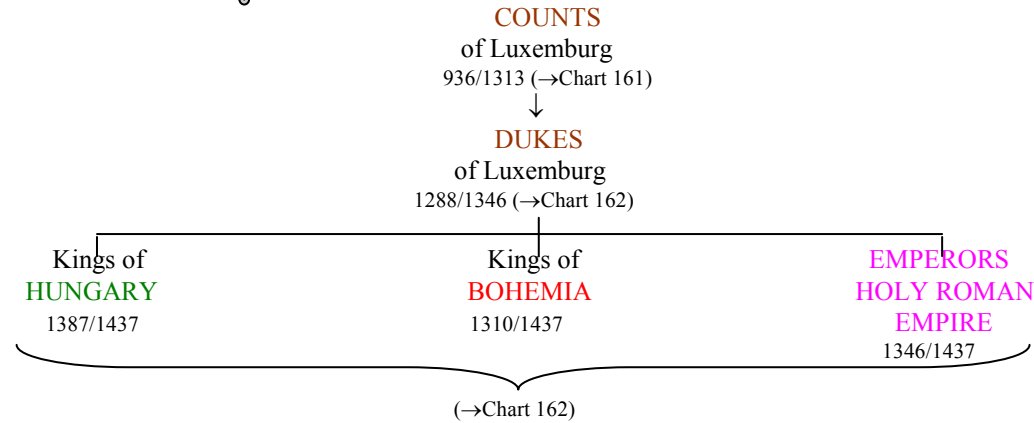 COUNTS
of Luxemburg
936/1313 (→Chart 161)
↓
DUKES
of Luxemburg
1288/1346 (→Chart 162)
Kings of
HUNGARY
1387/1437
Kings of
BOHEMIA
1310/1437
EMPERORS
HOLY ROMAN
EMPIRE
1346/1437
(→Chart 162)